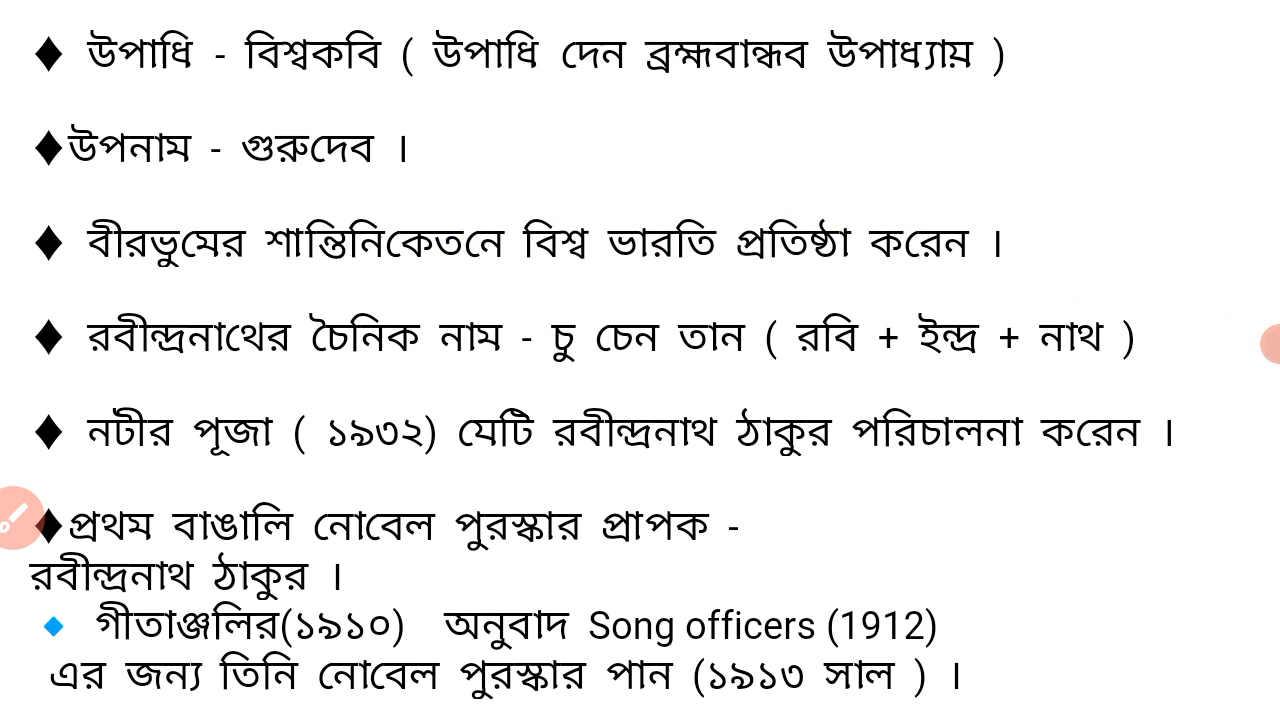 ♦ উপাধি - বিশ্বকবি ( উপাধি দেন ব্রহ্মবান্ধব উপাধ্যায় )
♦উপনাম - গুরুদেব ।
♦ বীরভুমের শান্তিনিকেতনে বিশ্ব ভারতি প্রতিষ্ঠা করেন ।
♦ রবীন্দ্রনাথের চৈনিক নাম - চু চেন তান ( রবি + ইন্দ্র + নাথ )
♦ নটীর পূজা ( ১৯৩২) যেটি রবীন্দ্রনাথ ঠাকুর পরিচালনা করেন ।
♦প্রথম বাঙালি নোবেল পুরস্কার প্রাপক -
রবীন্দ্রনাথ ঠাকুর ।
🔹 গীতাঞ্জলির(১৯১০) অনুবাদ Song officers (1912)
এর জন্য তিনি নোবেল পুরস্কার পান (১৯১৩ সাল ) ।